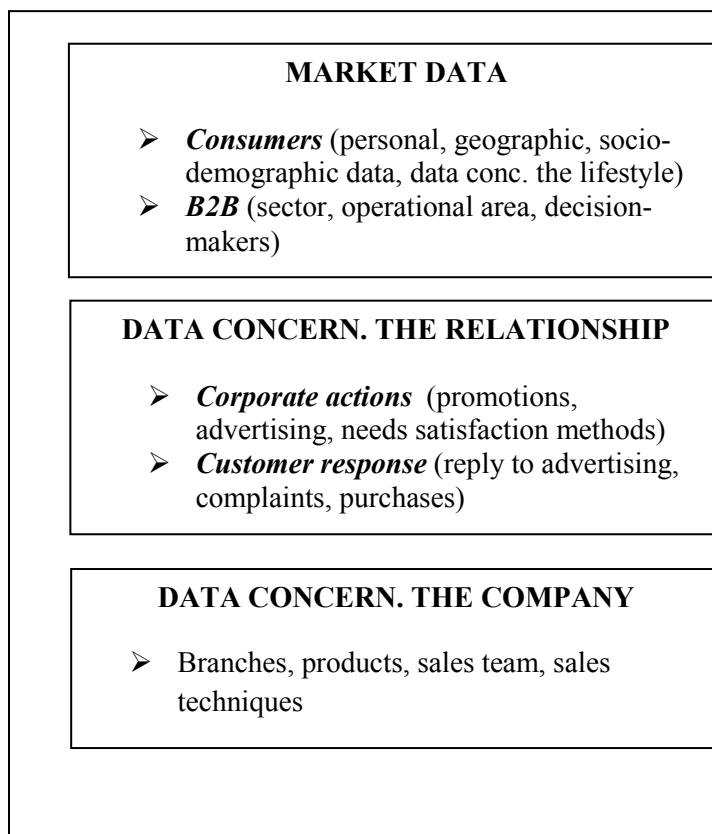 MARKET DATA
➢ Consumers (personal, geographic, socio-
demographic data, data conc. the lifestyle)
➢ B2B (sector, operational area, decision-
makers)
DATA CONCERN. THE RELATIONSHIP
➢ Corporate actions (promotions,
advertising, needs satisfaction methods)
➢ Customer response (reply to advertising,
complaints, purchases)
DATA CONCERN. THE COMPANY
➢ Branches, products, sales team, sales
techniques